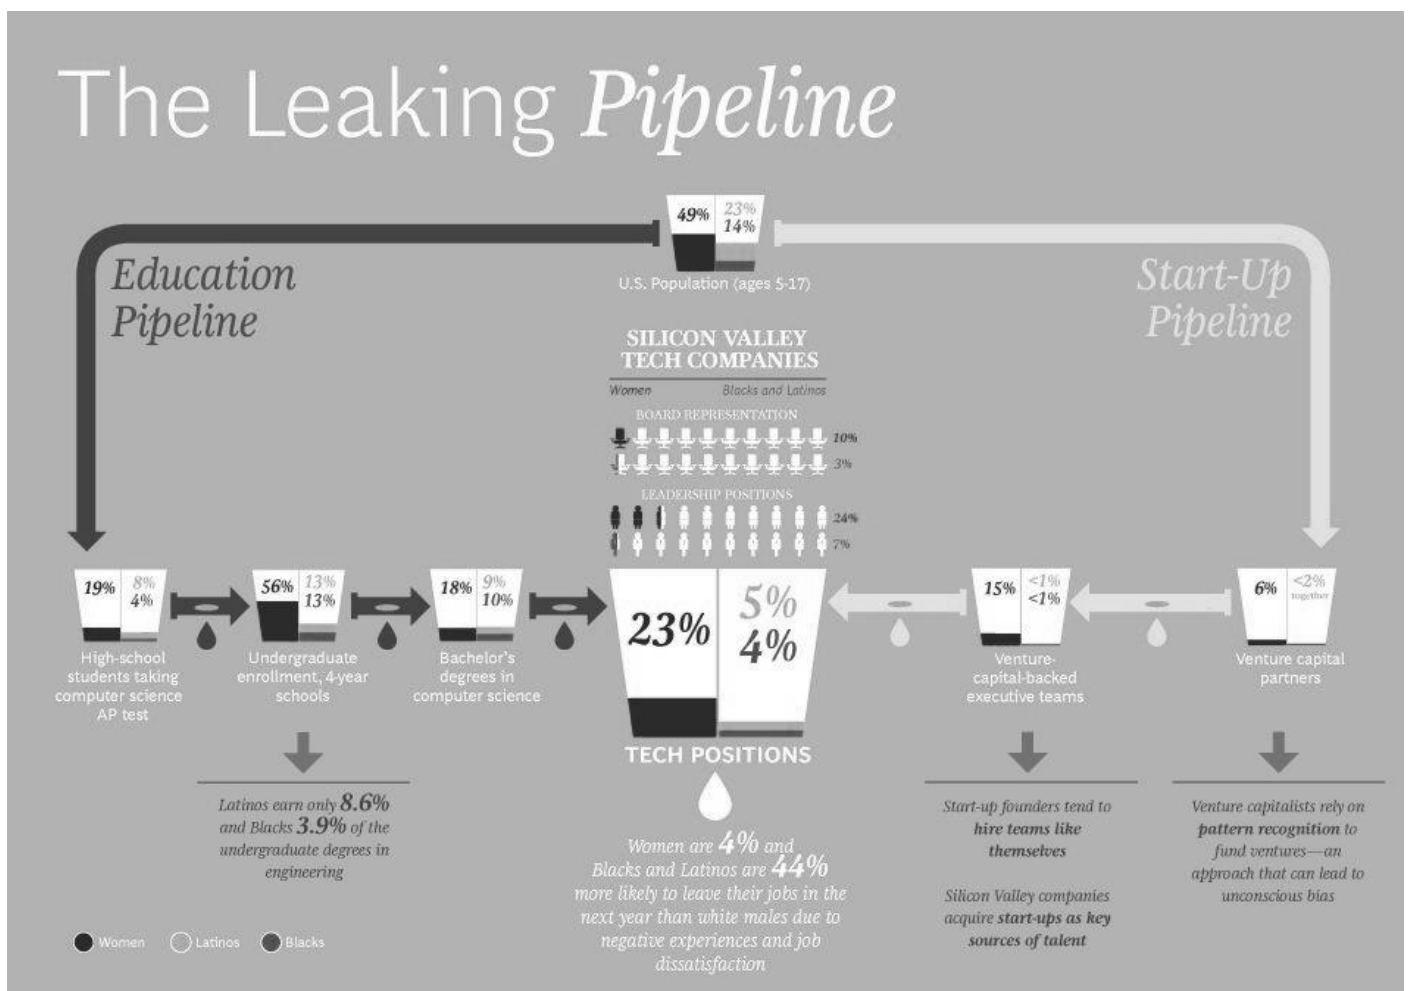 The Leaking Pipeline
49%
23%
14%
U.S. Population (ages 5-17)
Education
Pipeline
Start-Up
Pipeline
SILICON VALLEY
TECH COMPANIES
Women
Blacks and Latinos
BOARD REPRESENTATION
10%
3%
LEADERSHIP POSITIONS
24%
7%
19%
8%
4%
High-school
students taking
computer science
AP test
56%
13%
13%
Undergraduate
enrollment, 4-year
schools
18%
9%
10%
Bachelor's
degrees in
computer science
23%
5%
4%
TECH POSITIONS
15%
<1%
<1%
Venture-
capital-backed
executive teams
6%
<2%
together
Venture capital
partners
Latinos earn only 8.6%
and Blacks 3.9% of the
undergraduate degrees in
engineering
Women are 4% and
Blacks and Latinos are 44%
more likely to leave their jobs in the
next year than white males due to
negative experiences and job
dissatisfaction
Start-up founders tend to
hire teams like
themselves
Silicon Valley companies
acquire start-ups as key
sources of talent
Venture capitalists rely on
pattern recognition to
fund ventures—an
approach that can lead to
unconscious bias
Women
Latinos
Blacks